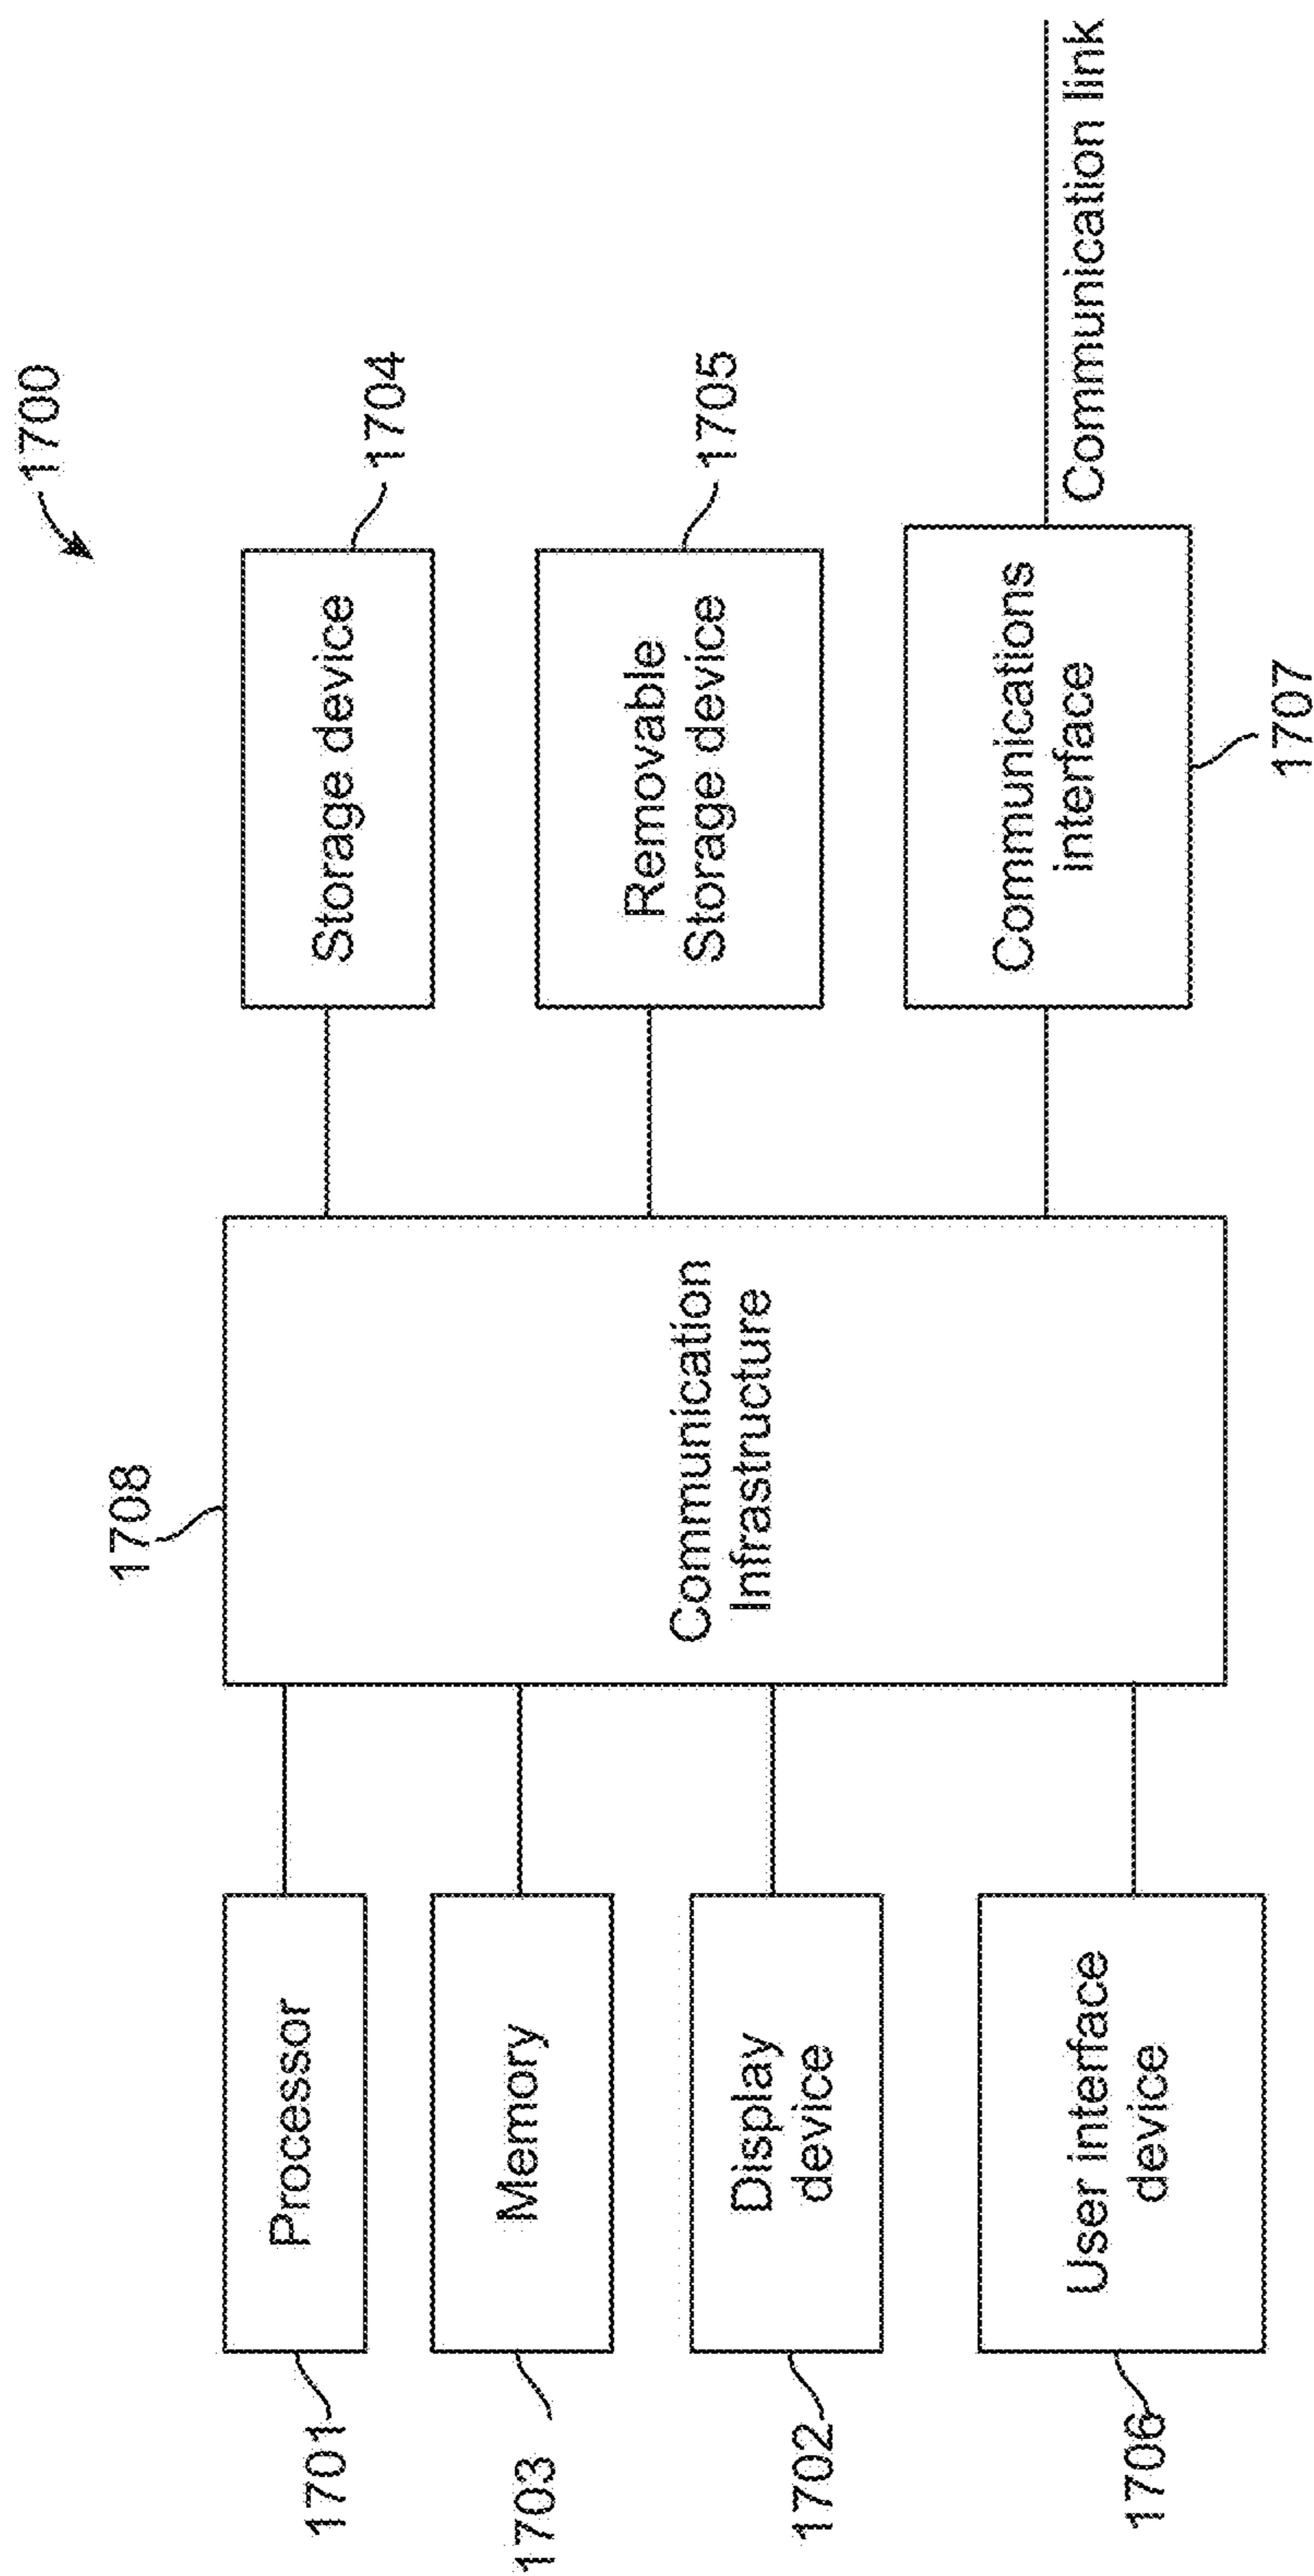 1700
1708
1701
Processor
Storage device
1704
1703
Memory
Communication
Infrastructure
Removable
Storage device
1705
1702
Display
device
1706
User interface
device
Communications
interface
1707
Communication link